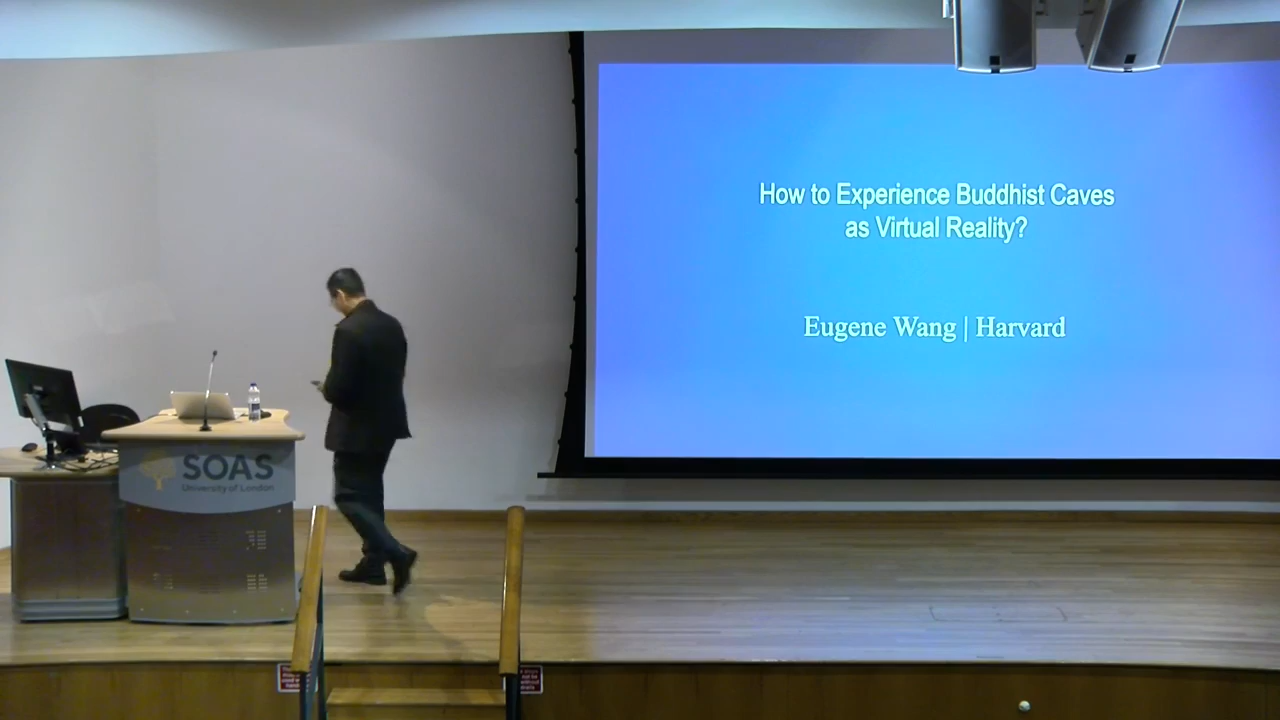 How to Experience Buddhist Caves
as Virtual Reality?
Eugene Wang | Harvard
SOAS
University of London